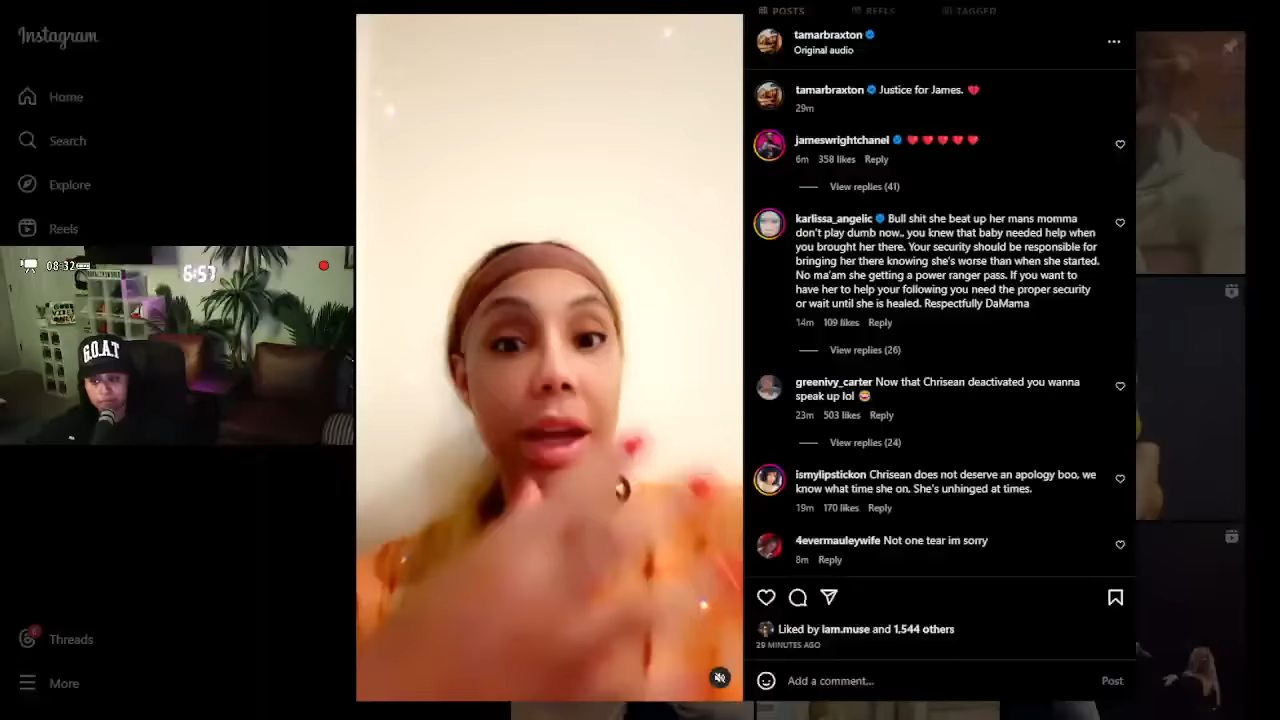 Instagram
Home
Search
Explore
Reels
08:32
6:57
G.O.A.T
6
Threads
More
POSTS
REELS
TAGGED
tamarbraxton
Original audio
tamarbraxton Justice for James. 💔
29m
jameswrightchanel 💔 💔 💔 💔 💔
6m 358 likes Reply
View replies (41)
karlissa_angelic Bull shit she beat up her mans momma
don't play dumb now.. you knew that baby needed help when
you brought her there. Your security should be responsible for
bringing her there knowing she's worse than when she started.
No ma'am she getting a power ranger pass. If you want to
have her to help your following you need the proper security
or wait until she is healed. Respectfully DaMama
14m 109 likes Reply
View replies (26)
greenivy_carter Now that Chrisean deactivated you wanna
speak up lol 😂
23m 503 likes Reply
View replies (24)
ismylipstickon Chrisean does not deserve an apology boo, we
know what time she on. She's unhinged at times.
19m 170 likes Reply
4evermauleywife Not one tear im sorry
8m Reply
Liked by iam.muse and 1,544 others
29 MINUTES AGO
Add a comment...
Post